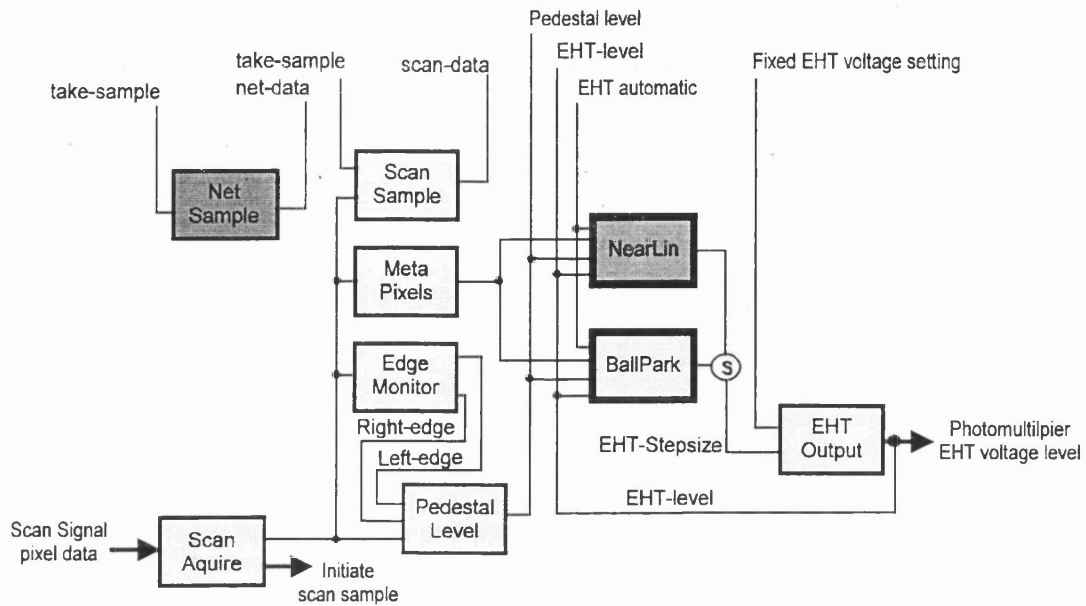 Pedestal level
EHT-level
EHT automatic
Fixed EHT voltage setting
take-sample
take-sample
net-data
scan-data
Net
Sample
Scan
Sample
NearLin
Meta
Pixels
Edge
Monitor
BallPark
S
Right-edge
Left-edge
EHT-Stepsize
EHT
Output
Photomultilpier
EHT voltage level
EHT-level
Pedestal
Level
Scan Signal
pixel data
Scan
Aquire
Initiate
scan sample